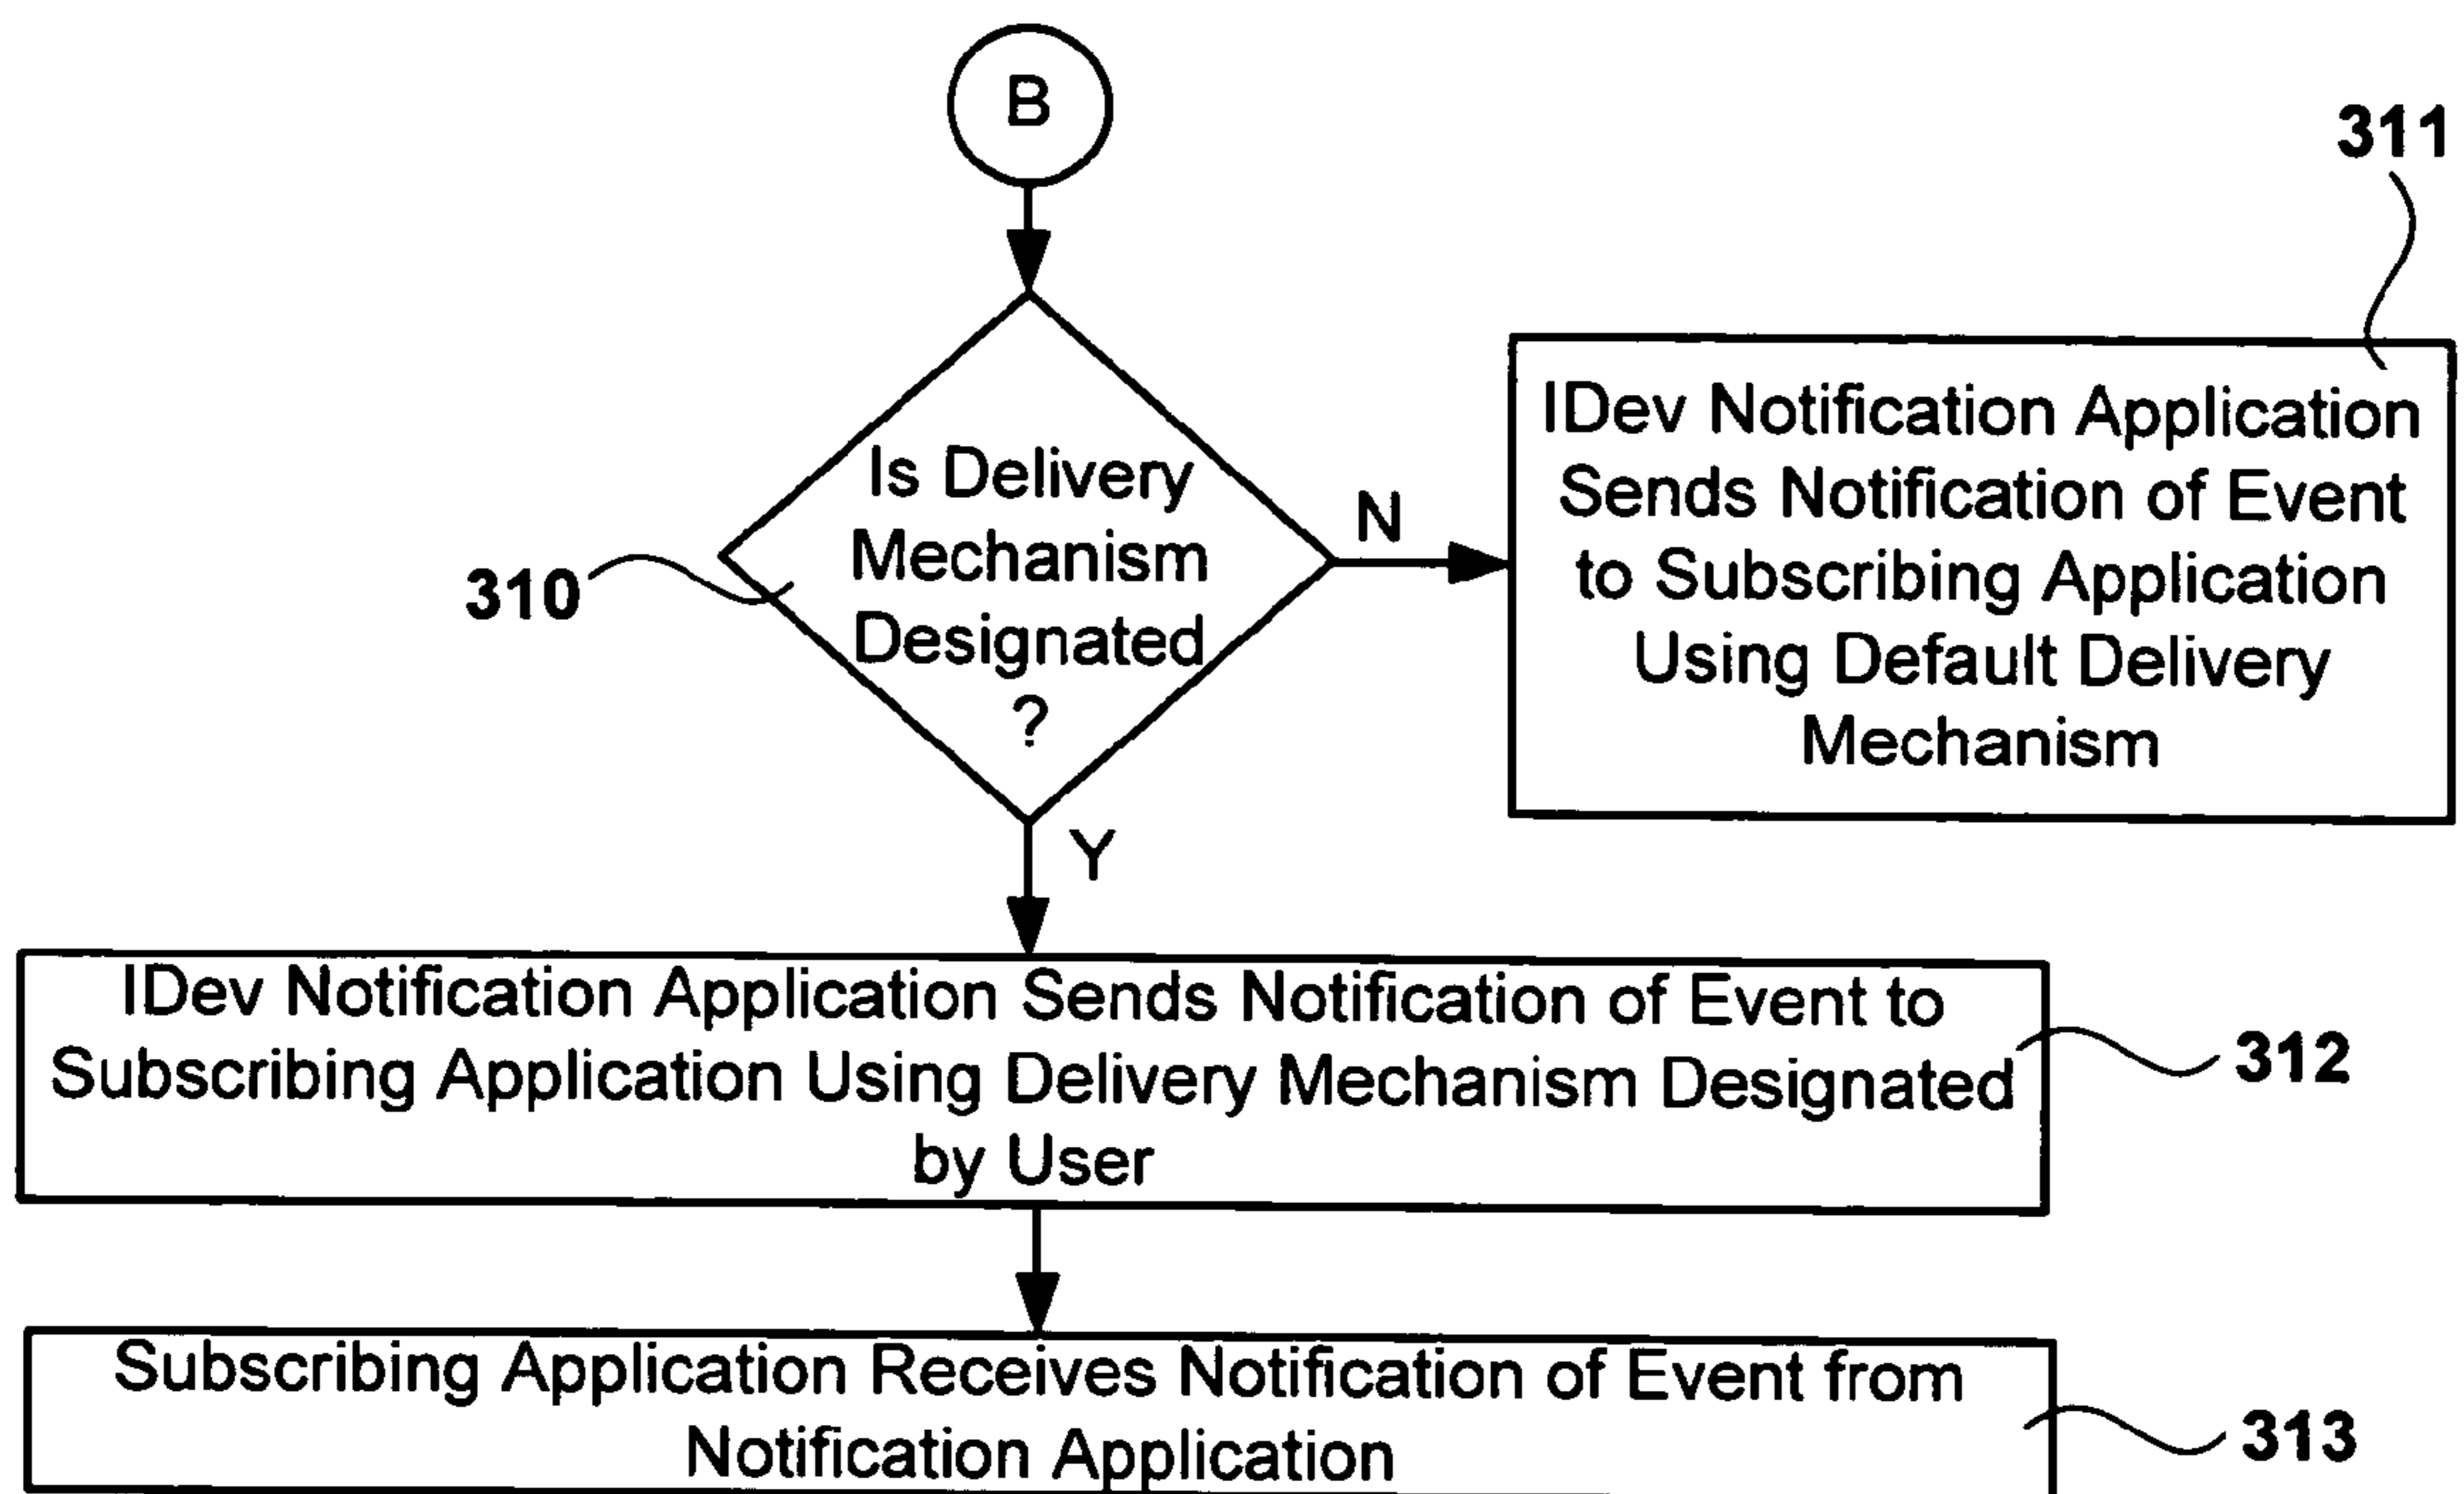 B
311
Is Delivery
Mechanism
Designated
?
310
N
IDev Notification Application
Sends Notification of Event
to Subscribing Application
Using Default Delivery
Mechanism
Y
IDev Notification Application Sends Notification of Event to
Subscribing Application Using Delivery Mechanism Designated
by User
312
Subscribing Application Receives Notification of Event from
Notification Application
313